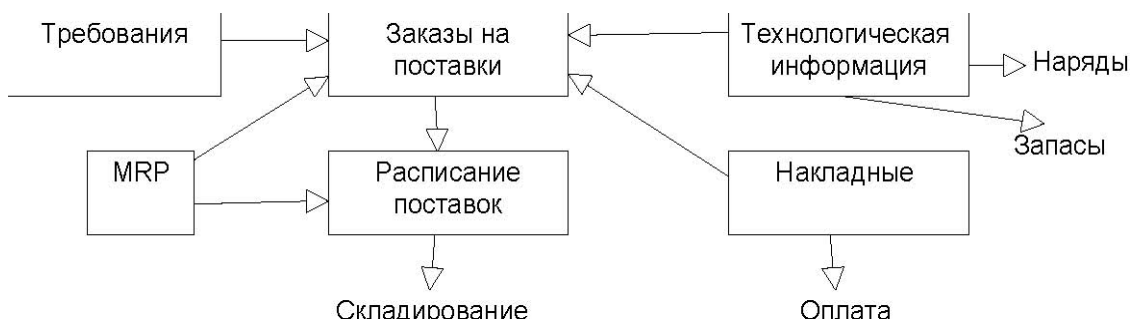 Требования
Заказы на
поставки
Технологическая
информация
Наряды
Запасы
MRP
Расписание
поставок
Накладные
Складирование
Оплата